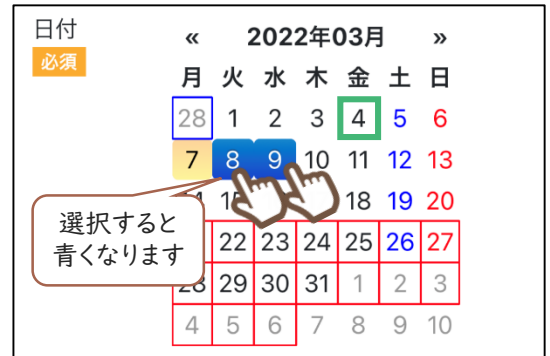 日付
必須
« 2022年03月 »
月 火 水 木 金 土 日
28 1 2 3 4 5 6
7 8 9 10 11 12 13
18 19 20
22 23 24 25 26 27
28 29 30 31 1 2 3
4 5 6 7 8 9 10
選択すると
青くなります